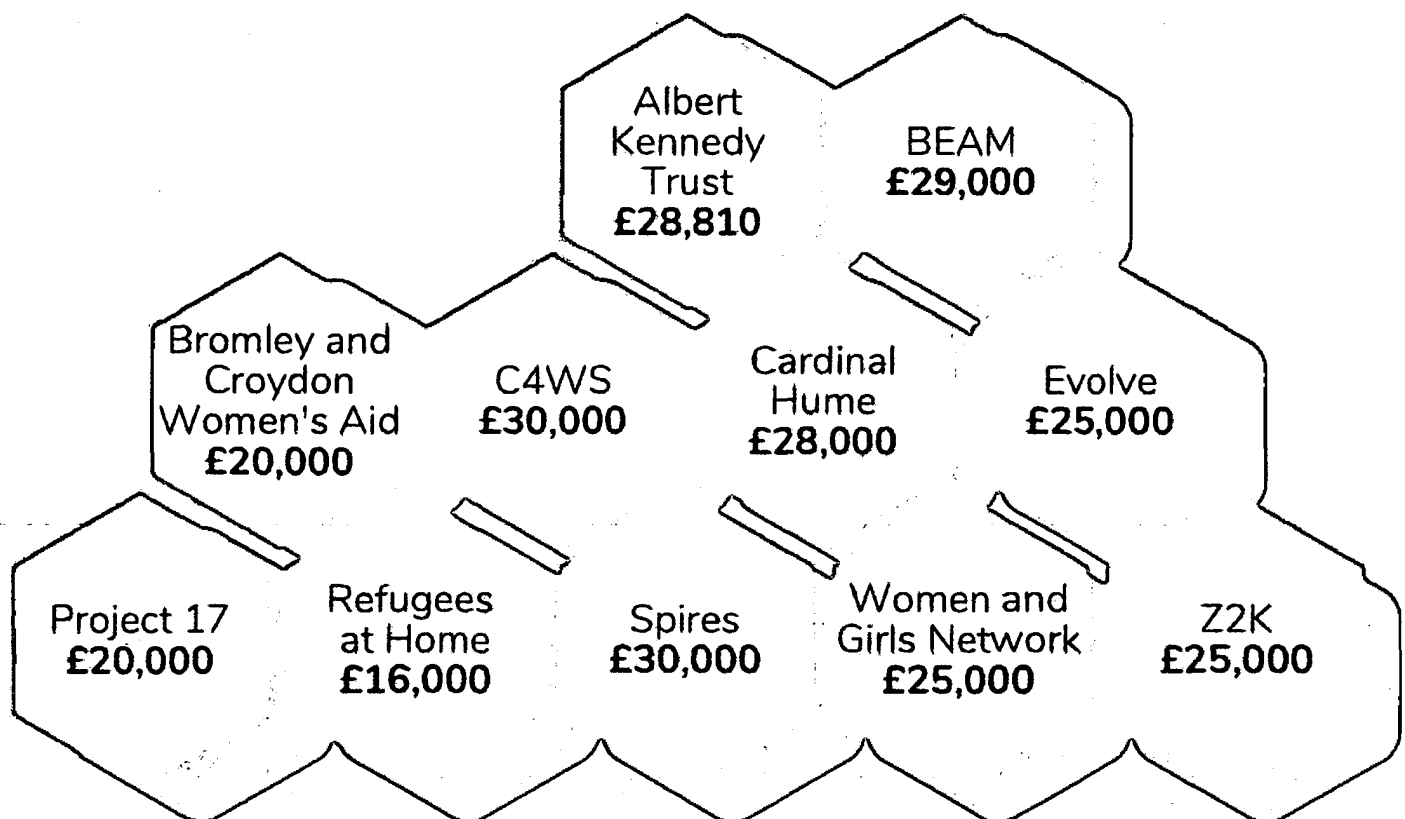 Albert
Kennedy
Trust
£28,810
BEAM
£29,000
Bromley and
Croydon
Women's Aid
£20,000
C4WS
£30,000
Cardinal
Hume
£28,000
Evolve
£25,000
Project 17
£20,000
Refugees
at Home
£16,000
Spires
£30,000
Women and
Girls Network
£25,000
Z2K
£25,000